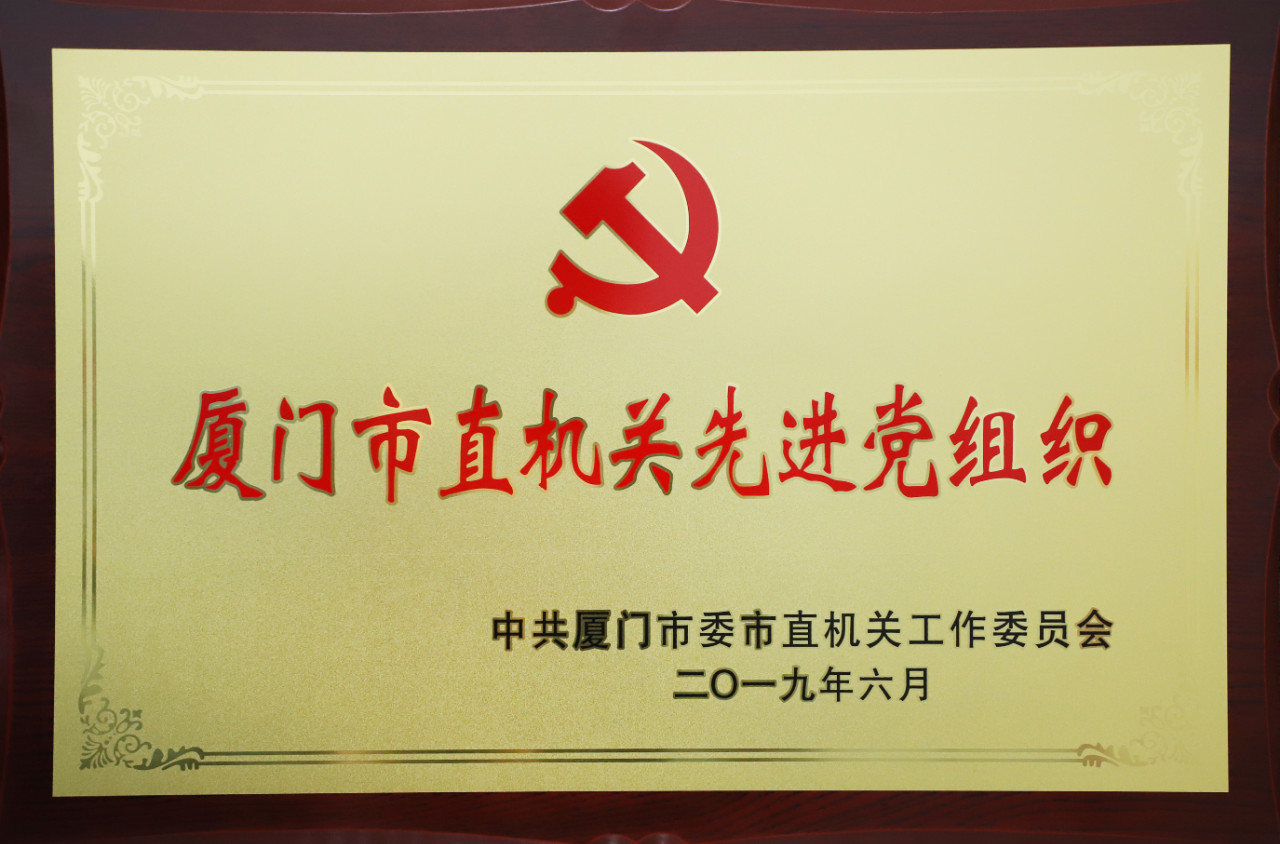 厦门市直机关先进党组织
中共厦门市委市直机关工作委员会
二〇一九年六月